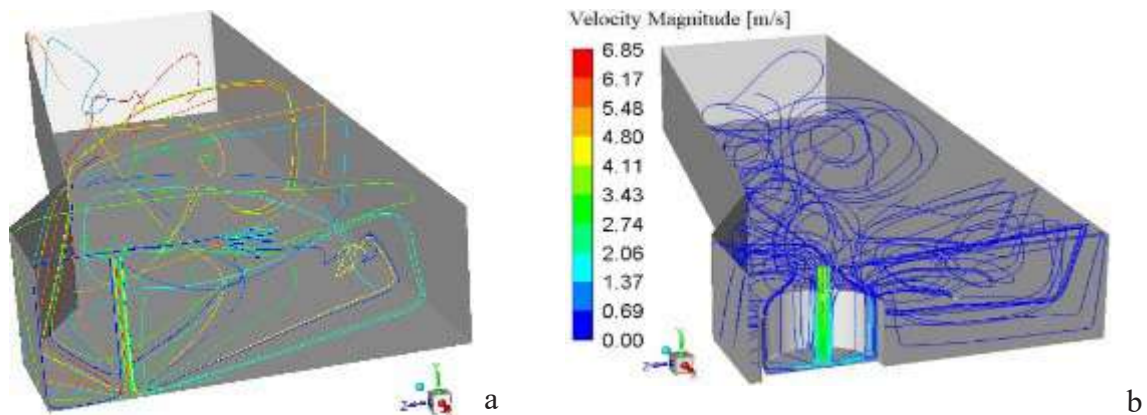 Velocity Magnitude [m/s]
6.85
6.17
5.48
4.80
4.11
3.43
2.74
2.06
1.37
0.69
0.00
Y
Z
a
Y
Z
b